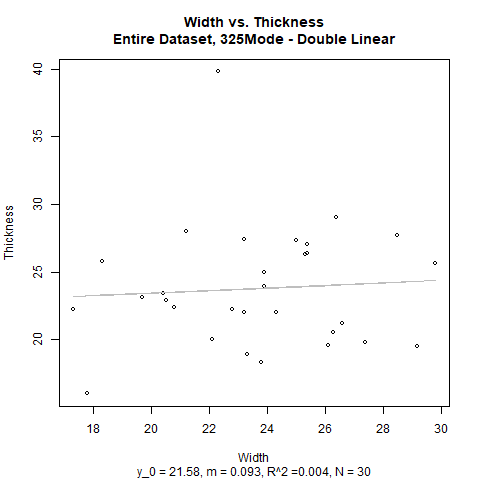 Width vs. Thickness
Entire Dataset, 325Mode - Double Linear
40
35
30
25
20
Thickness
18 20 22 24 26 28 30
Width
y_0 = 21.58, m = 0.093, R^2 =0.004, N = 30